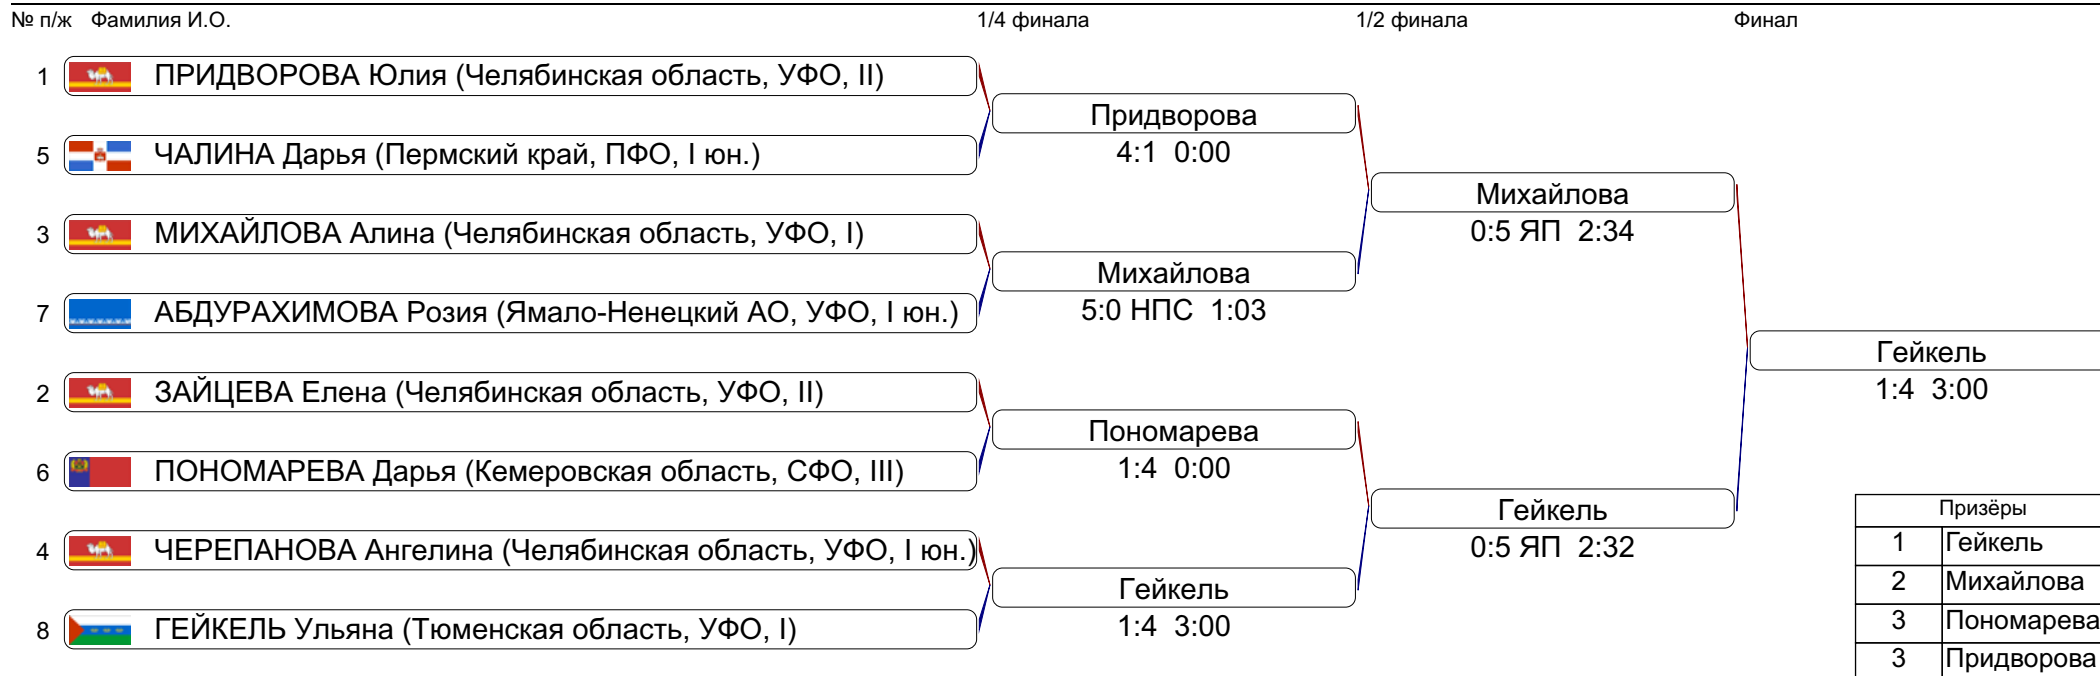 № п/ж Фамилия И.О. 1/4 финала 1/2 финала Финал
1 ПРИДВОРОВА Юлия (Челябинская область, УФО, II)
Придворова
4:1 0:00
5 ЧАЛИНА Дарья (Пермский край, ПФО, I юн.)
Михайлова
0:5 ЯП 2:34
3 МИХАЙЛОВА Алина (Челябинская область, УФО, I)
Михайлова
5:0 НПС 1:03
7 АБДУРАХИМОВА Розия (Ямало-Ненецкий АО, УФО, I юн.)
Гейкель
1:4 3:00
2 ЗАЙЦЕВА Елена (Челябинская область, УФО, II)
Пономарева
1:4 0:00
6 ПОНОМАРЕВА Дарья (Кемеровская область, СФО, III)
Гейкель
0:5 ЯП 2:32
4 ЧЕРЕПАНОВА Ангелина (Челябинская область, УФО, I юн.)
Гейкель
1:4 3:00
8 ГЕЙКЕЛЬ Ульяна (Тюменская область, УФО, I)
Призёры
1 Гейкель
2 Михайлова
3 Пономарева
3 Придворова